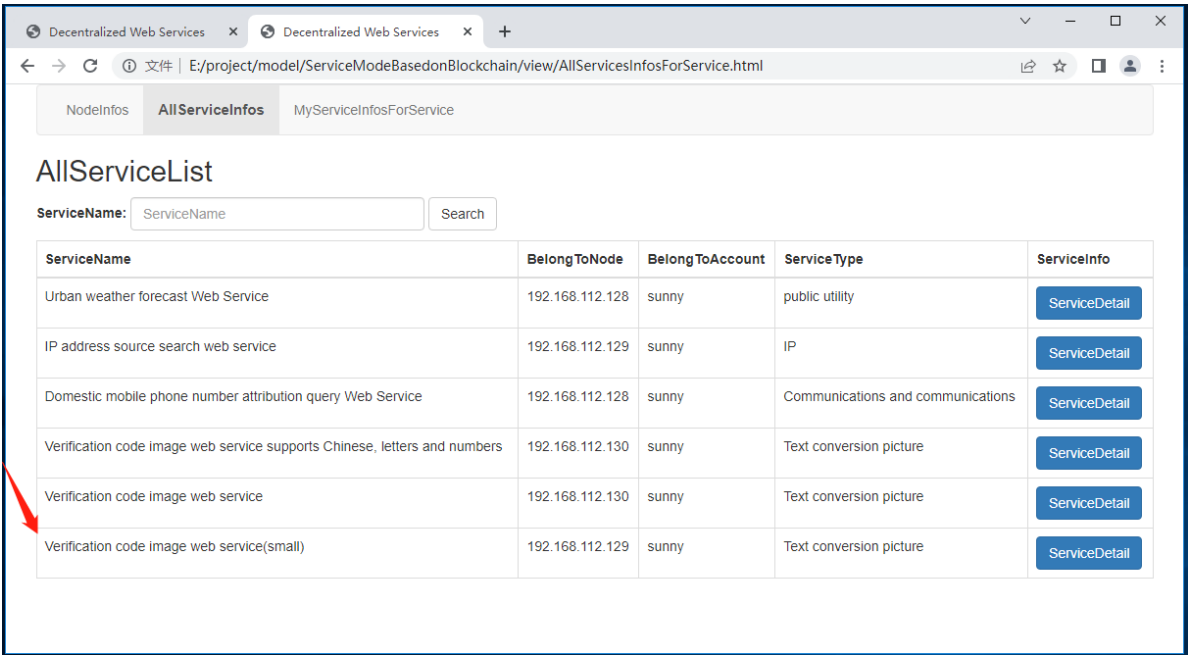 Decentralized Web Services
Decentralized Web Services
文件 E:/project/model/ServiceModeBasedonBlockchain/view/AllServicesInfosForService.html
NodeInfos AllServiceInfos MyServiceInfosForService
AllServiceList
ServiceName: ServiceName Search
ServiceName BelongToNode BelongToAccount ServiceType ServiceInfo
Urban weather forecast Web Service 192.168.112.128 sunny public utility ServiceDetail
IP address source search web service 192.168.112.129 sunny IP ServiceDetail
Domestic mobile phone number attribution query Web Service 192.168.112.128 sunny Communications and communications ServiceDetail
Verification code image web service supports Chinese, letters and numbers 192.168.112.130 sunny Text conversion picture ServiceDetail
Verification code image web service 192.168.112.130 sunny Text conversion picture ServiceDetail
Verification code image web service(small) 192.168.112.129 sunny Text conversion picture ServiceDetail